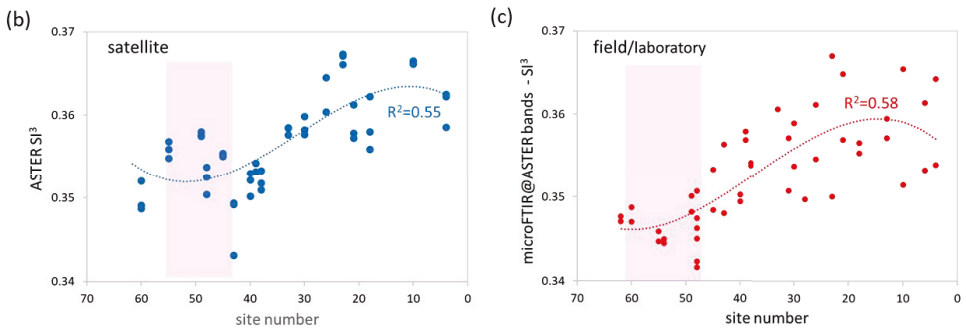 (b)
0.37
0.36
0.35
0.34
ASTER SI³
satellite
R²=0.55
70 60 50 40 30 20 10 0
site number
(c)
0.37
0.36
0.35
0.34
microFTIR@ASTER bands - SI³
field/laboratory
R²=0.58
70 60 50 40 30 20 10 0
site number